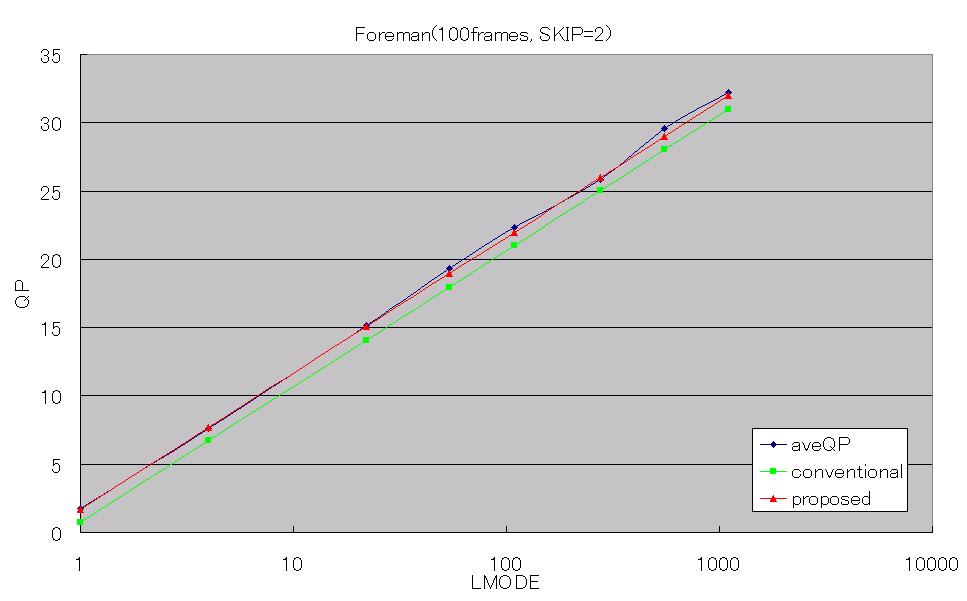 Foreman(100frames, SKIP=2)
35
30
25
20
15
10
5
0
QP
1
10
100
1000
10000
LMODE
aveQP
conventional
proposed